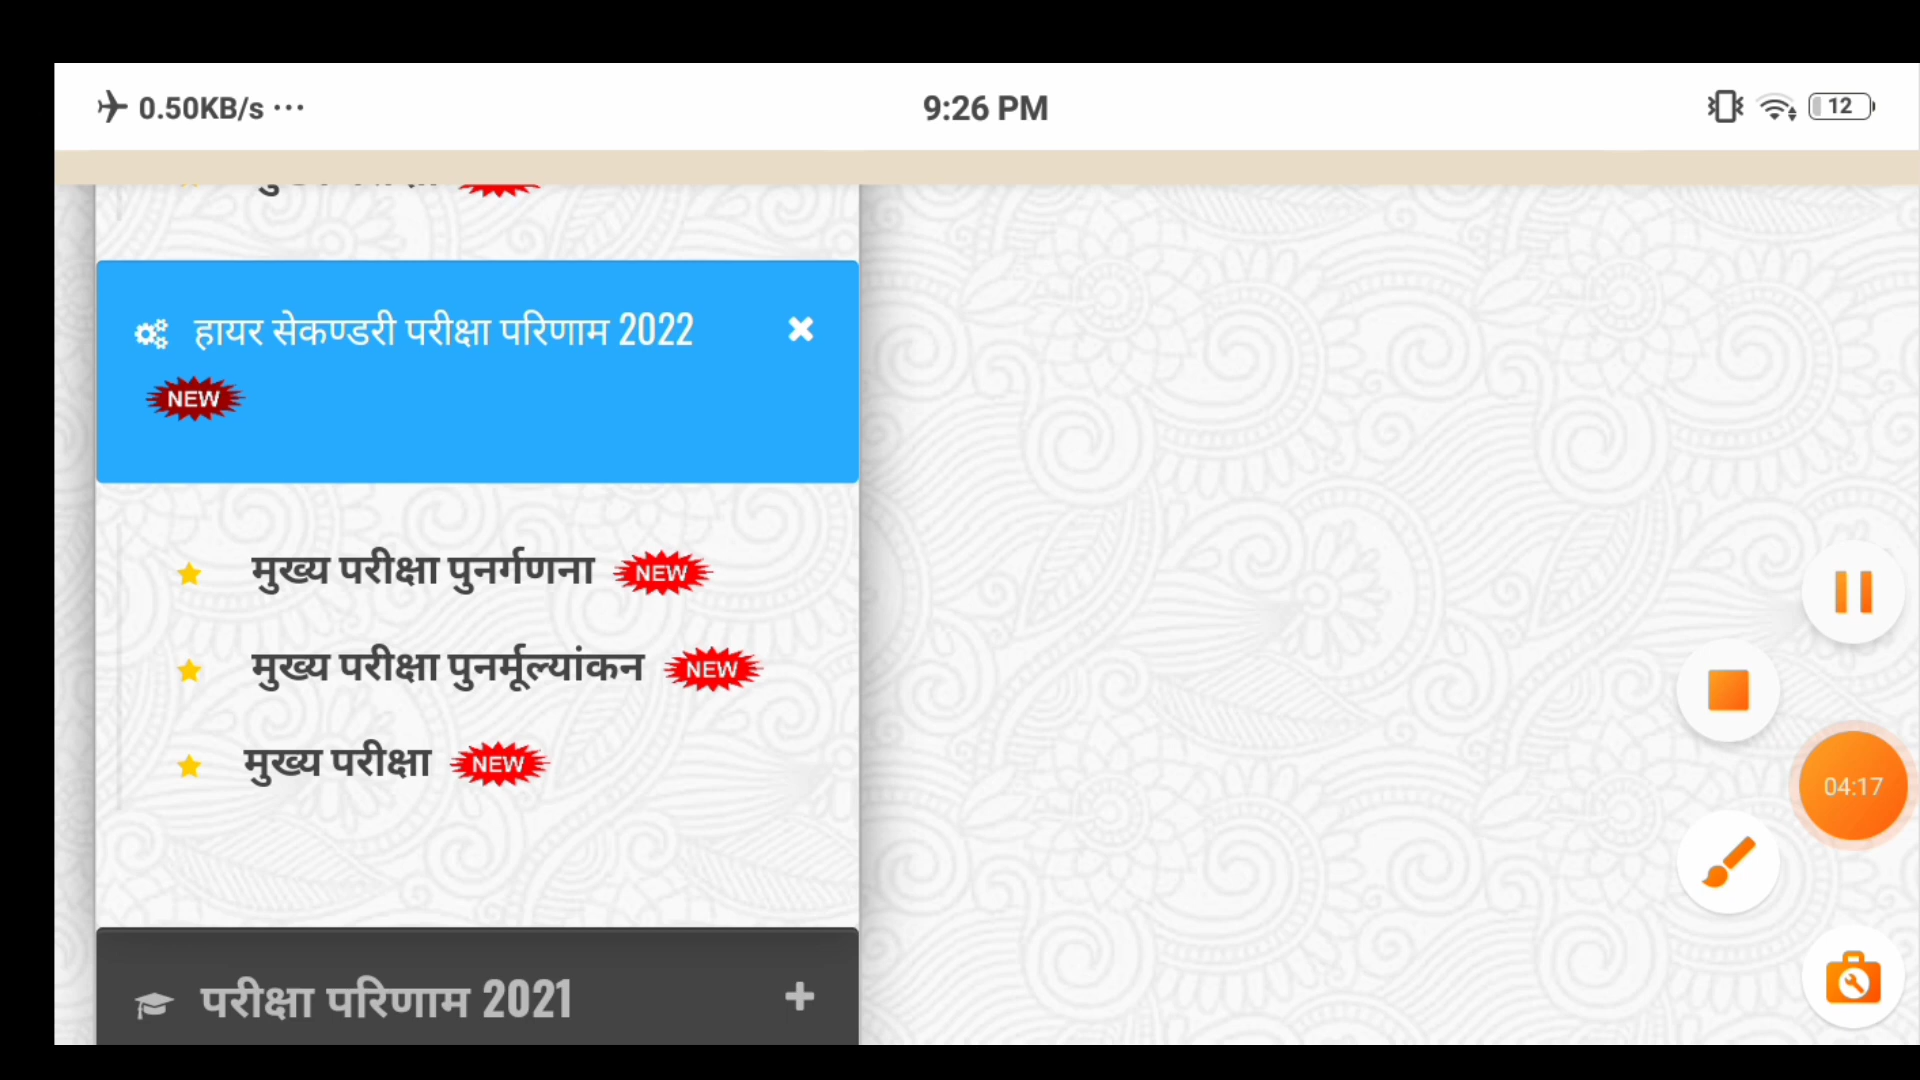 0.50KB/s ...
9:26 PM
12
हायर सेकण्डरी परीक्षा परिणाम 2022
NEW
मुख्य परीक्षा पुनर्गणना NEW
मुख्य परीक्षा पुनर्मूल्यांकन NEW
मुख्य परीक्षा NEW
04:17
परीक्षा परिणाम 2021